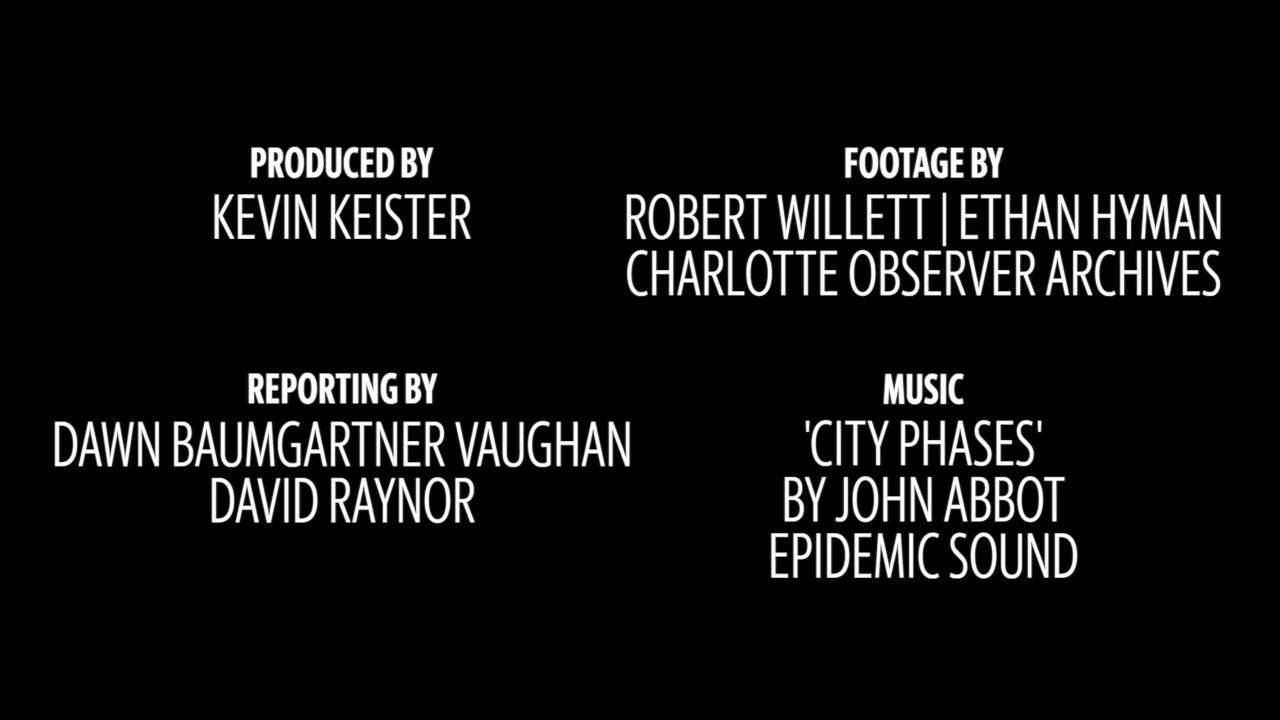 PRODUCED BY
KEVIN KEISTER
FOOTAGE BY
ROBERT WILLETT | ETHAN HYMAN
CHARLOTTE OBSERVER ARCHIVES
REPORTING BY
DAWN BAUMGARTNER VAUGHAN
DAVID RAYNOR
MUSIC
'CITY PHASES'
BY JOHN ABBOT
EPIDEMIC SOUND